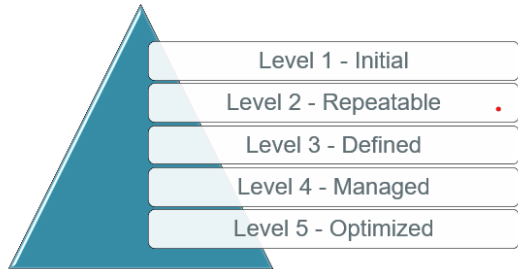 Level 1 - Initial
Level 2 - Repeatable
Level 3 - Defined
Level 4 - Managed
Level 5 - Optimized